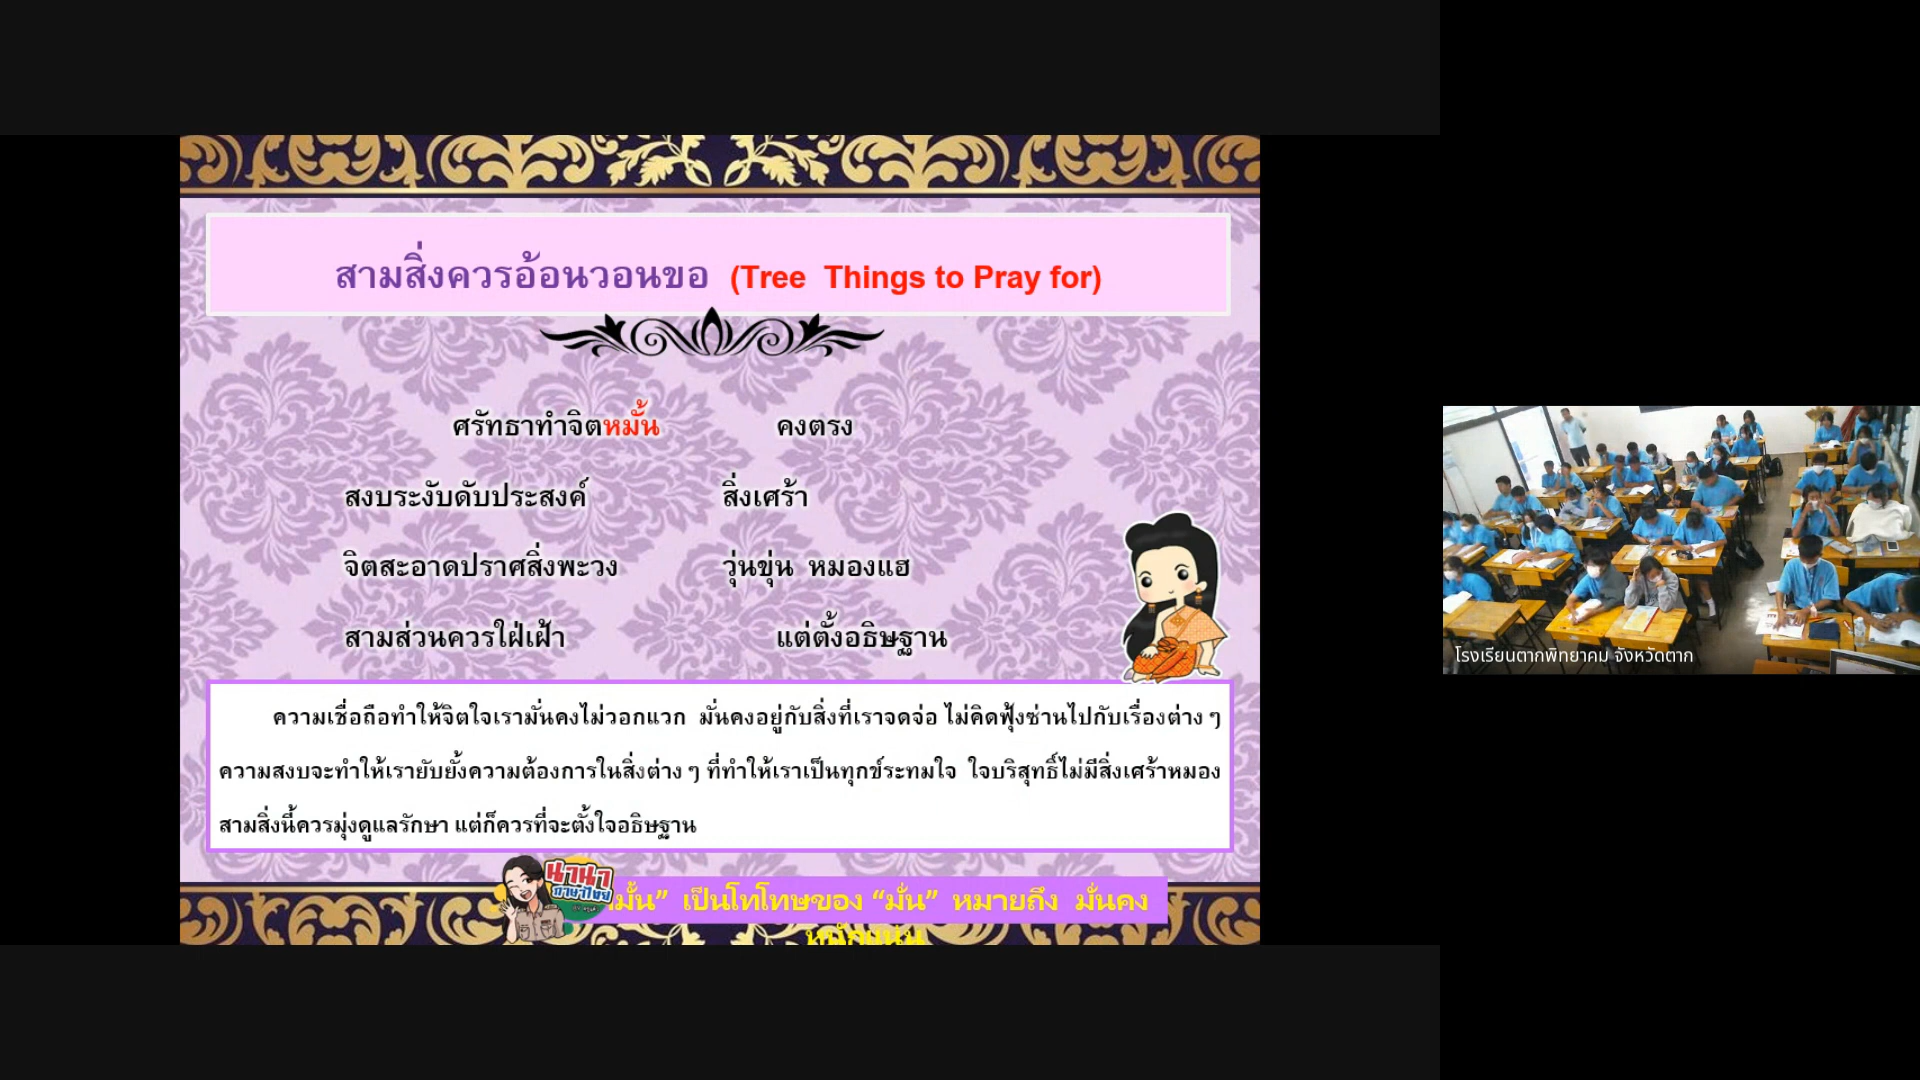 สามสิ่งควรอ้อนวอนขอ (Tree Things to Pray for)
ศรัทธาทำจิตหมั้น คงตรง
สงบระงับดับประสงค์ สิ่งเศร้า
จิตสะอาดปราศสิ่งพะวง วุ่นขุ่น หมองแฮ
สามส่วนควรใฝ่เฝ้า แต่ตั้งอธิษฐาน
ความเชื่อถือทำให้จิตใจเรามั่นคงไม่วอกแวก มั่นคงอยู่กับสิ่งที่เราจดจ่อ ไม่คิดฟุ้งซ่านไปกับเรื่องต่าง ๆ
ความสงบจะทำให้เรายับยั้งความต้องการในสิ่งต่าง ๆ ที่ทำให้เราเป็นทุกข์ระทมใจ ใจบริสุทธิ์ไม่มีสิ่งเศร้าหมอง
สามสิ่งนี้ควรมุ่งดูแลรักษา แต่ก็ควรที่จะตั้งใจอธิษฐาน
นานา
ภาษาไทย
มั้น” เป็นโทโทษของ “มั่น” หมายถึง มั่นคง
หนักแน่น
โรงเรียนตากพิทยาคม จังหวัดตาก